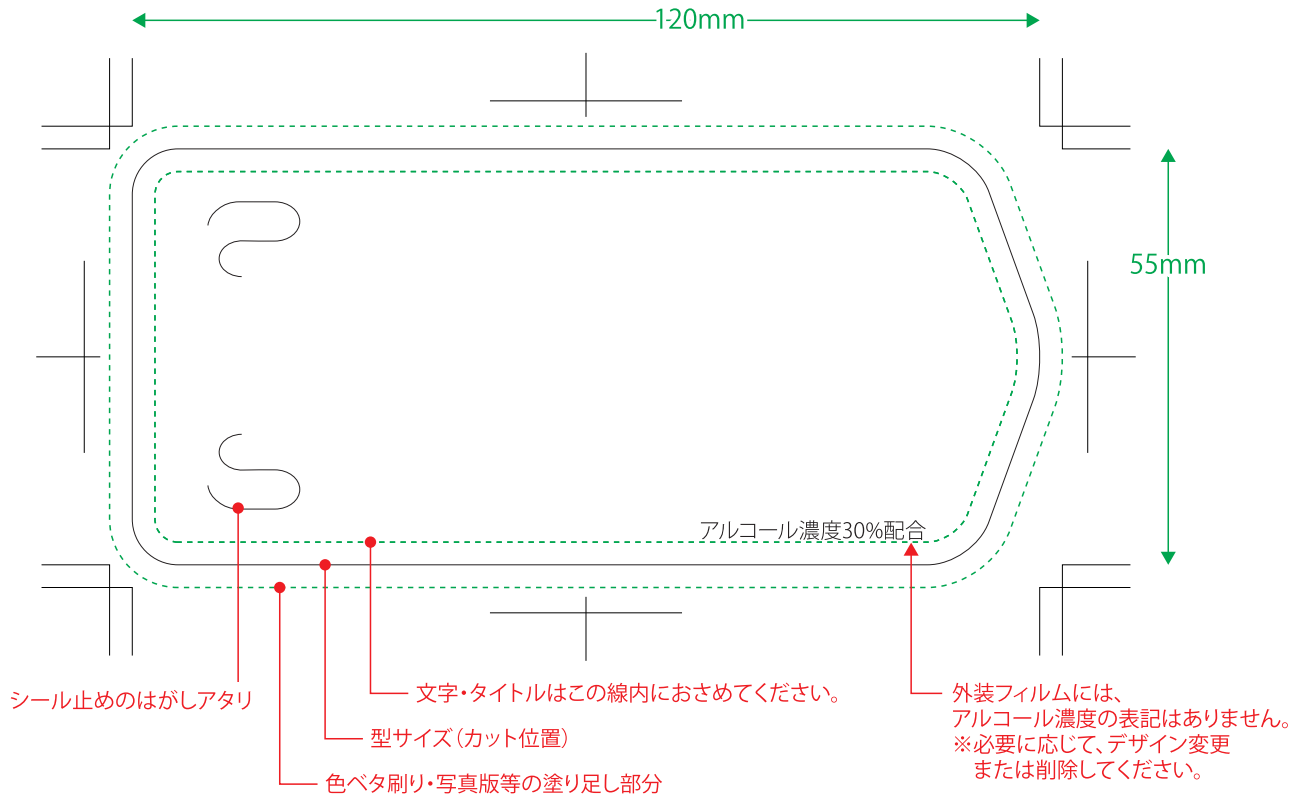 120mm
55mm
アルコール濃度30%配合
シール止めのはがしアタリ
文字・タイトルはこの線内におさめてください。
型サイズ（カット位置）
色ベタ刷り・写真版等の塗り足し部分
外装フィルムには、
アルコール濃度の表記はありません。
※必要に応じて、デザイン変更
または削除してください。